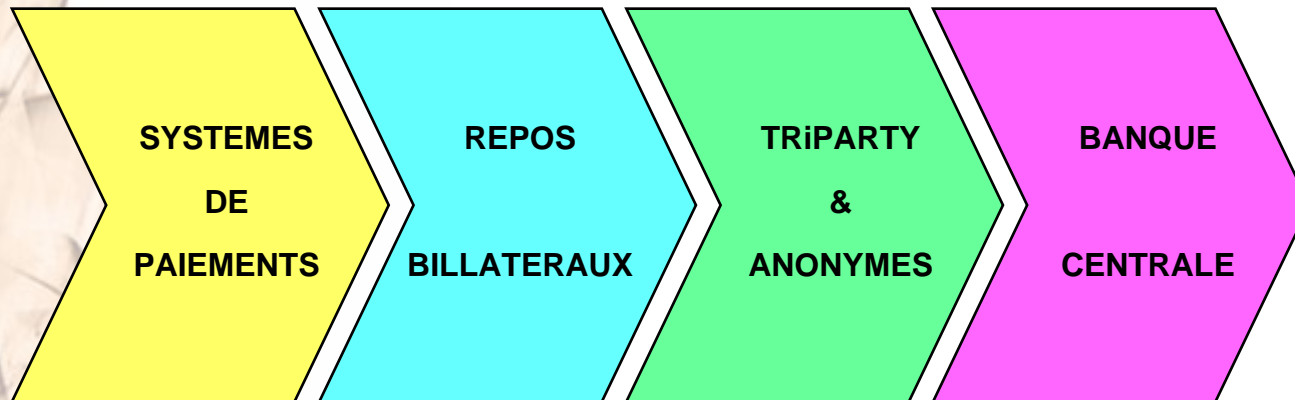 SYSTEMES
DE
PAIEMENTS
REPOS
BILLATERAUX
TRiPARTY
&
ANONYMES
BANQUE
CENTRALE